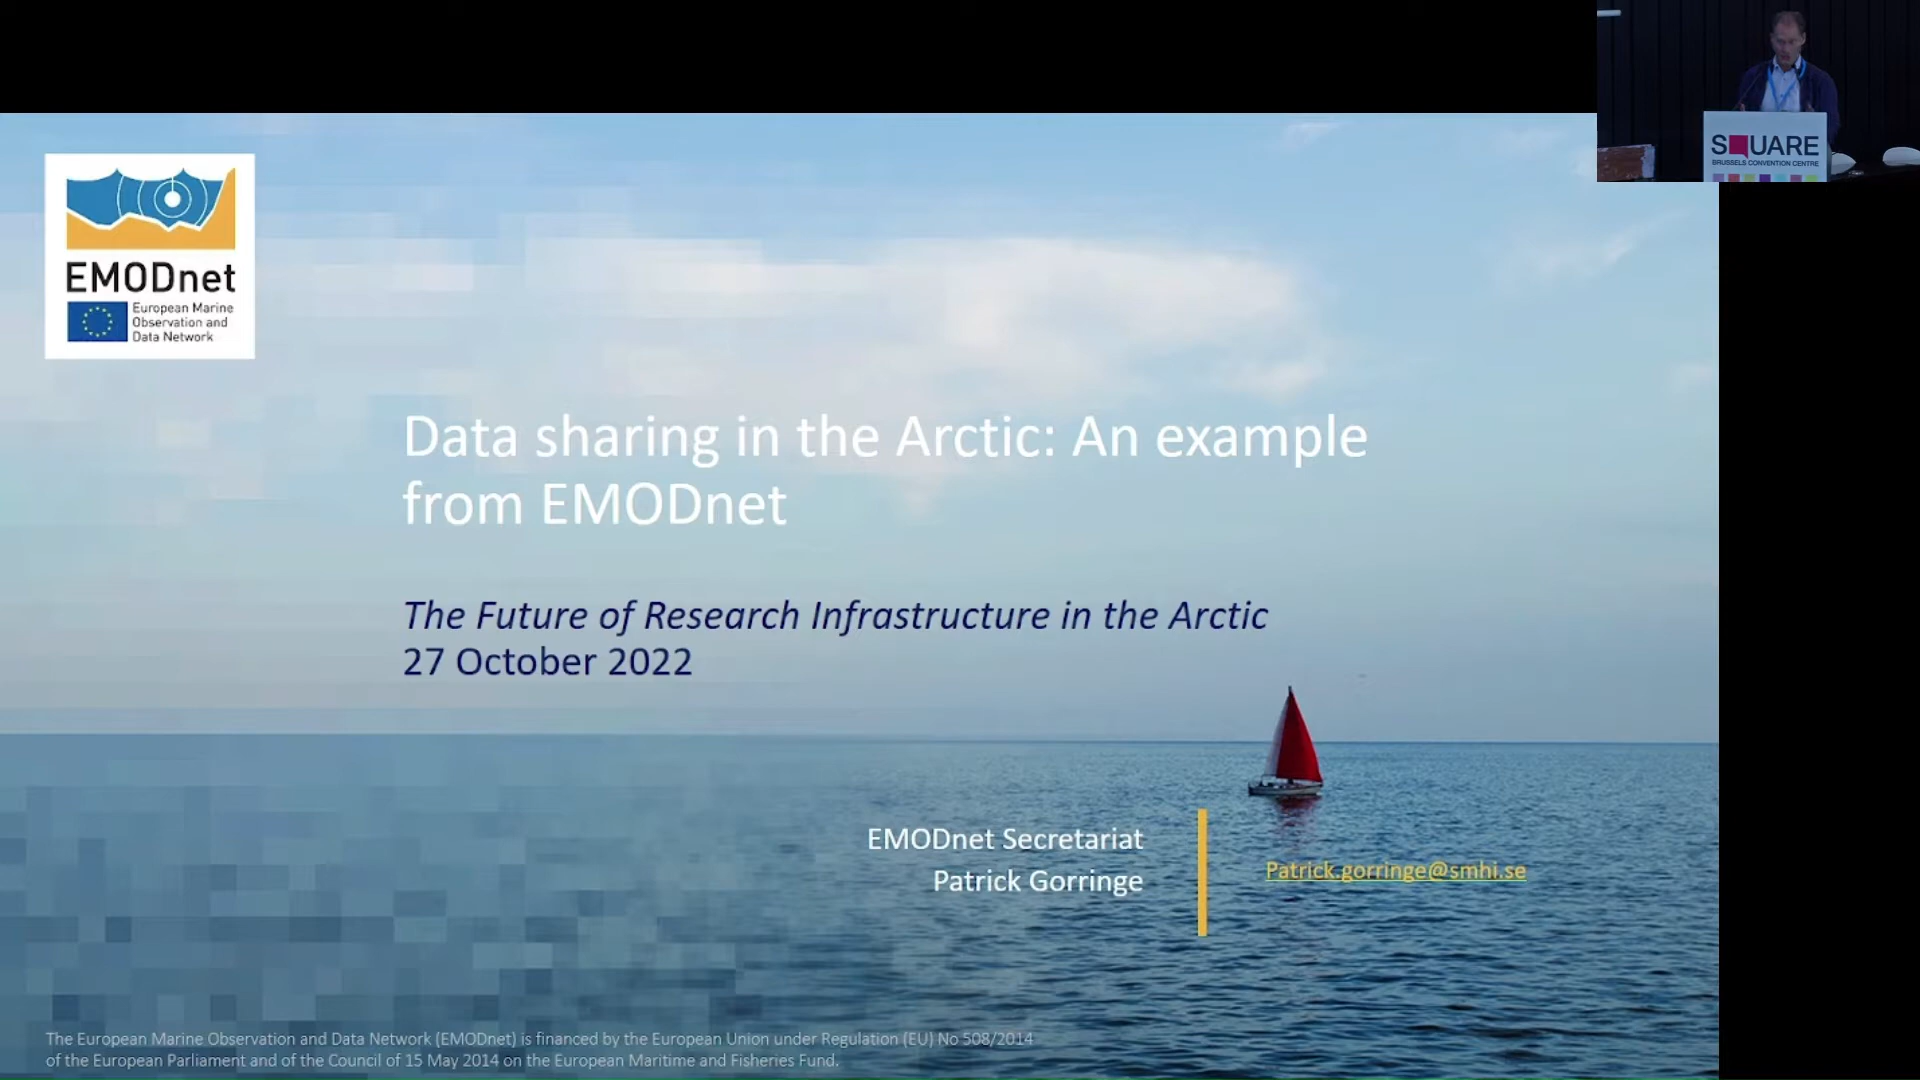 SQUARE
BRUSSELS CONVENTION CENTRE
EMODnet
European Marine
Observation and
Data Network
Data sharing in the Arctic: An example
from EMODnet
The Future of Research Infrastructure in the Arctic
27 October 2022
EMODnet Secretariat
Patrick Gorringe
Patrick.gorringe@smhi.se
The European Marine Observation and Data Network (EMODnet) is financed by the European Union under Regulation (EU) No 508/2014
of the European Parliament and of the Council of 15 May 2014 on the European Maritime and Fisheries Fund.